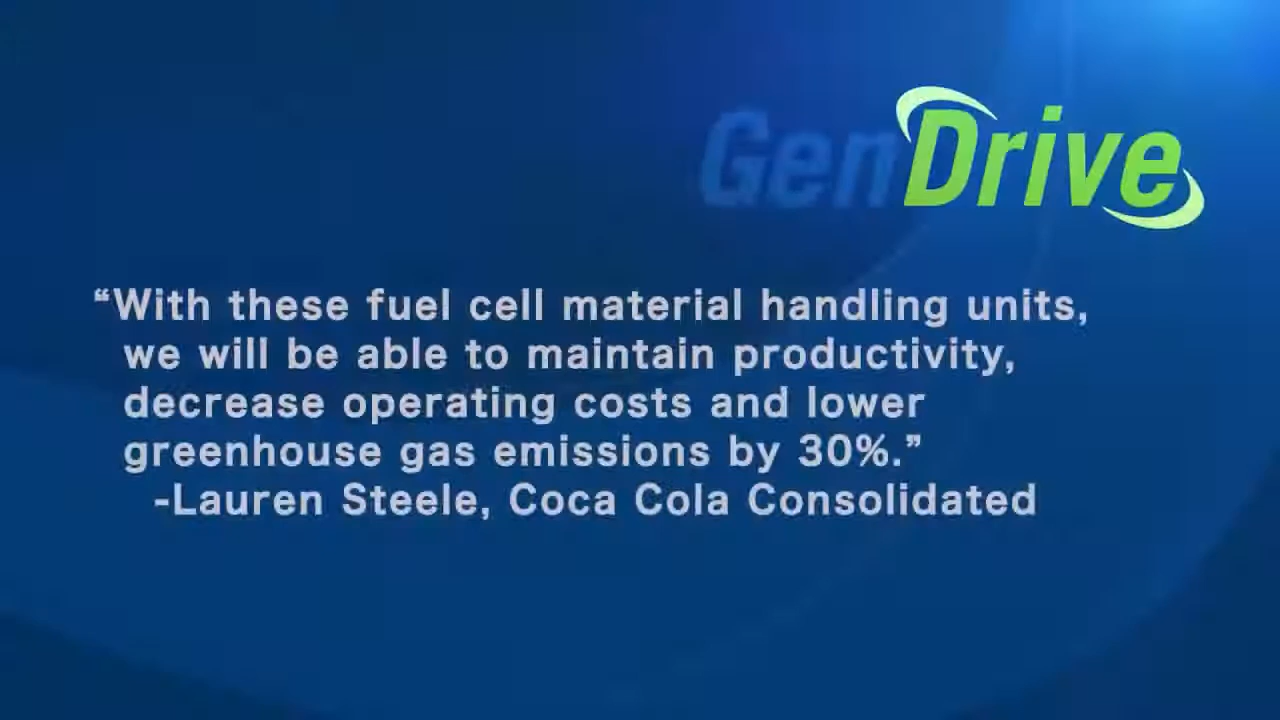 GenDrive
“With these fuel cell material handling units,
we will be able to maintain productivity,
decrease operating costs and lower
greenhouse gas emissions by 30%.”
-Lauren Steele, Coca Cola Consolidated